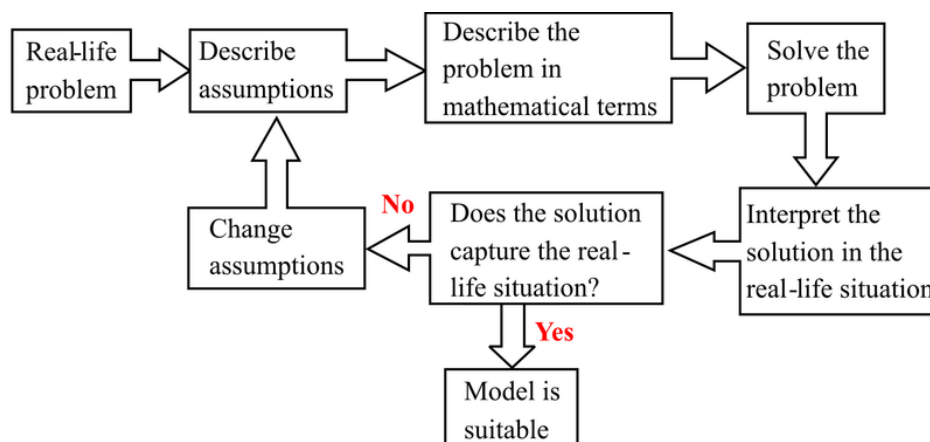 Real-life
problem
Describe
assumptions
Describe the
problem in
mathematical terms
Solve the
problem
Interpret the
solution in the
real-life situation
Does the solution
capture the real-
life situation?
No
Change
assumptions
Yes
Model is
suitable